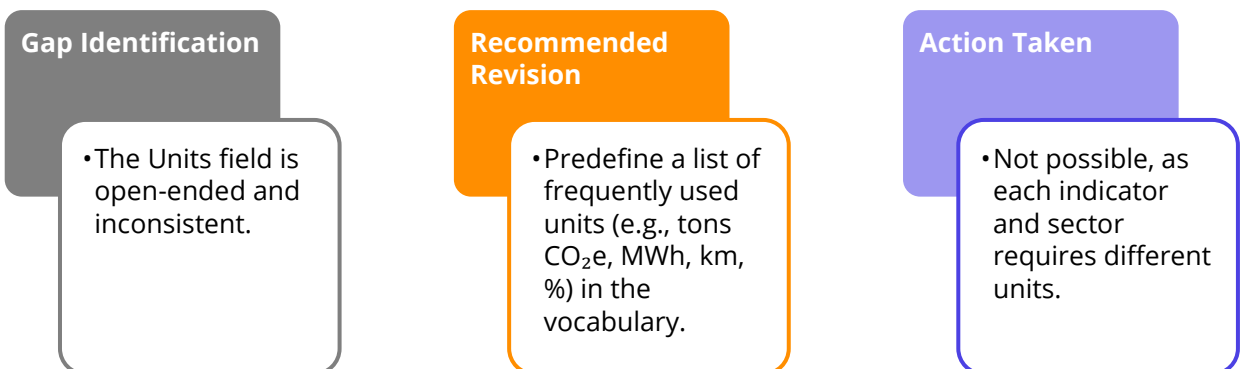 Gap Identification
•The Units field is
open-ended and
inconsistent.
Recommended
Revision
•Predefine a list of
frequently used
units (e.g., tons
CO₂e, MWh, km,
%) in the
vocabulary.
Action Taken
•Not possible, as
each indicator
and sector
requires different
units.